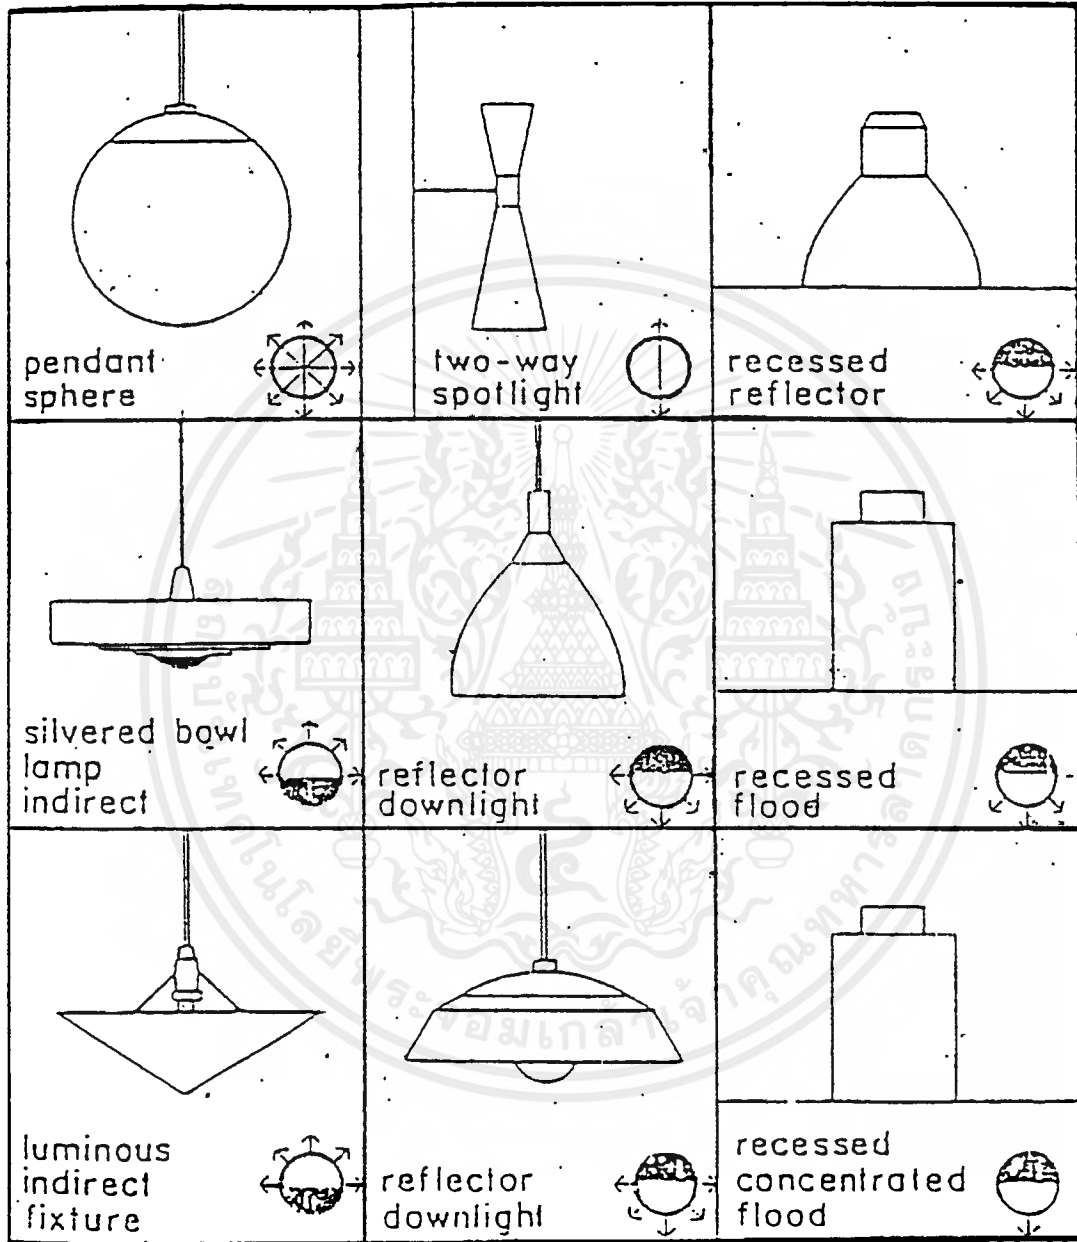 pendant
sphere
two-way
spotlight
recessed
reflector
silvered bowl
lamp
indirect
reflector
downlight
recessed
flood
luminous
indirect
fixture
reflector
downlight
recessed
concentrated
flood